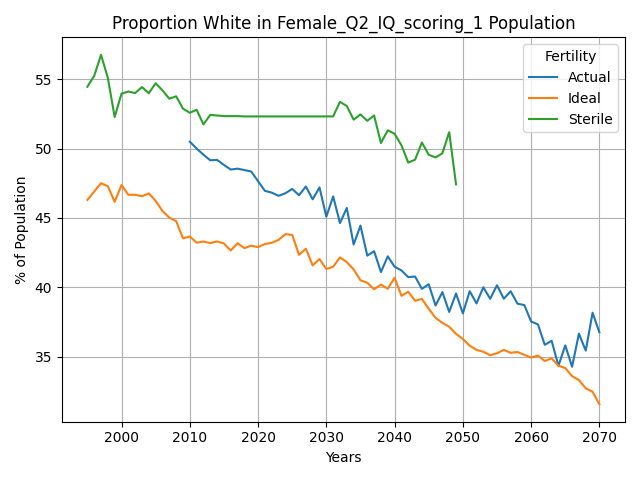 Proportion White in Female_Q2_IQ_scoring_1 Population
% of Population
55
50
45
40
35
Fertility
Actual
Ideal
Sterile
2000 2010 2020 2030 2040 2050 2060 2070
Years